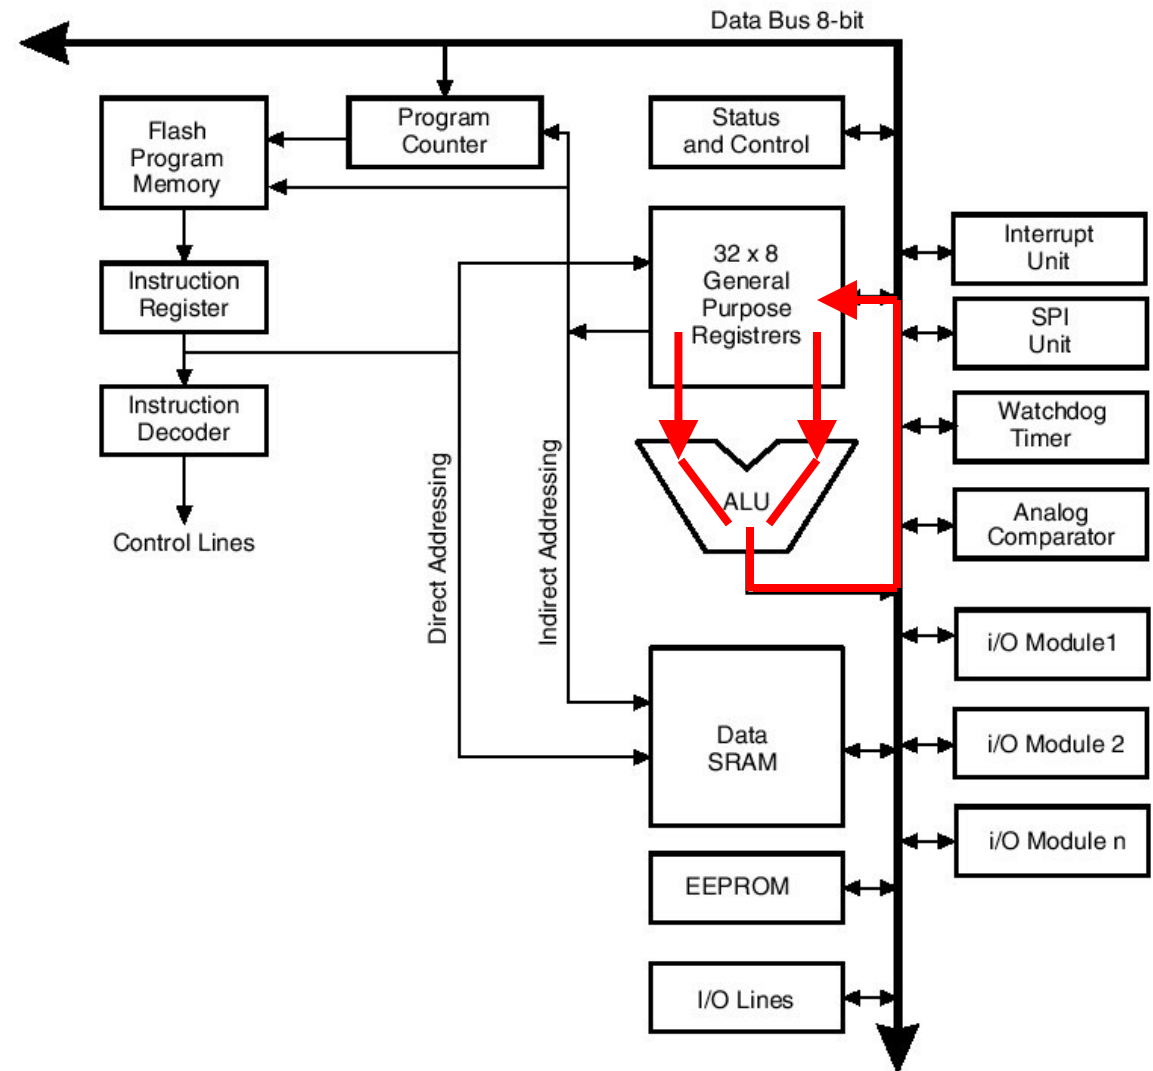 Data Bus 8-bit
Flash
Program
Memory
Program
Counter
Status
and Control
32 x 8
General
Purpose
Registrers
Interrupt
Unit
Instruction
Register
SPI
Unit
Instruction
Decoder
Watchdog
Timer
ALU
Analog
Comparator
Control Lines
Direct Addressing
Indirect Addressing
i/O Module1
Data
SRAM
i/O Module 2
i/O Module n
EEPROM
I/O Lines